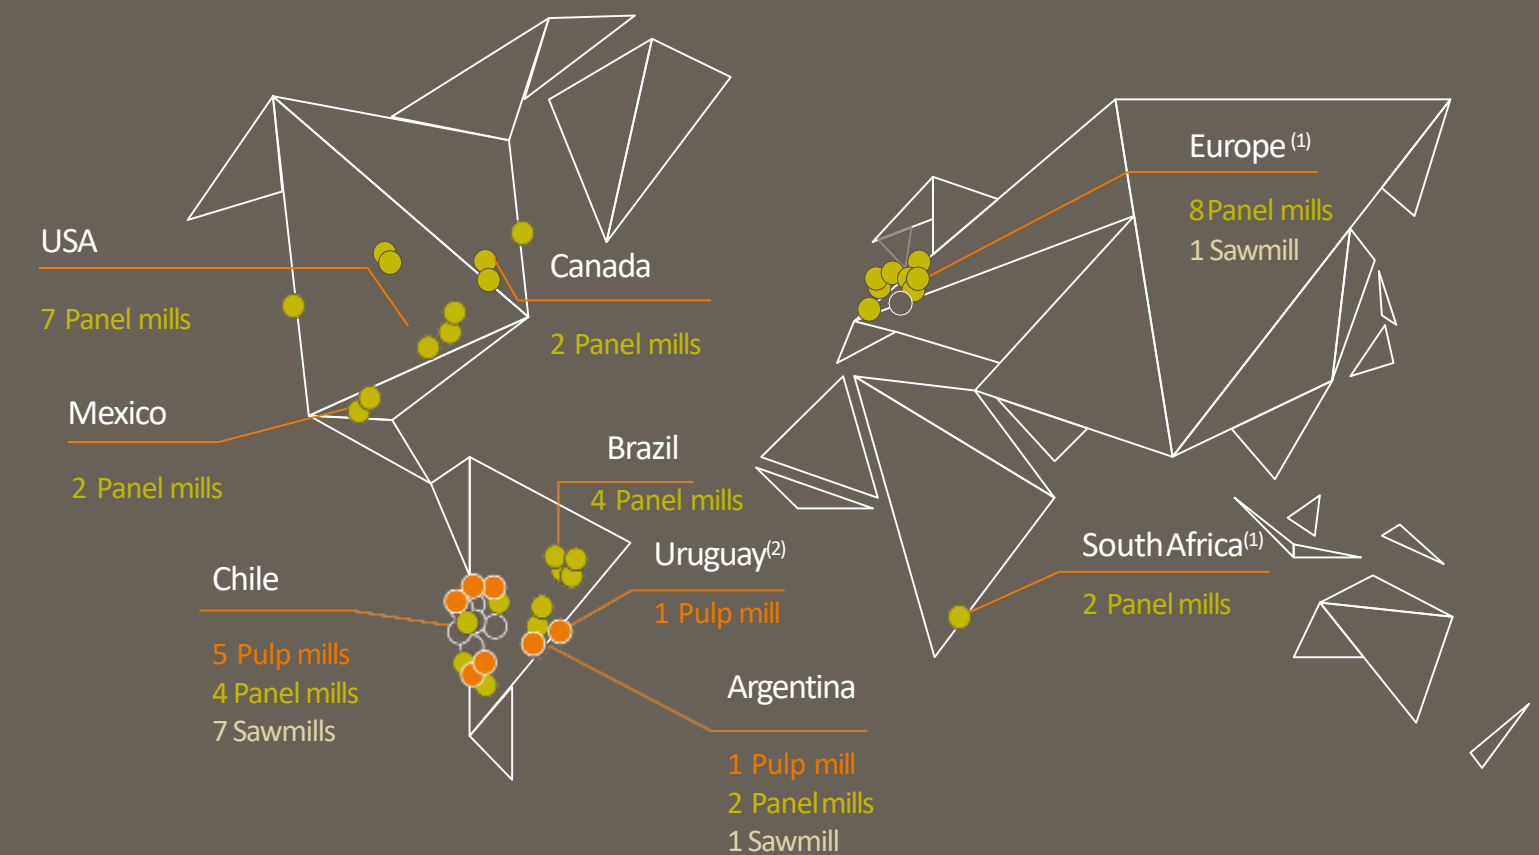 USA
7 Panel mills
Canada
2 Panel mills
Mexico
2 Panel mills
Brazil
4 Panel mills
Uruguay(2)
1 Pulp mill
Chile
5 Pulp mills
4 Panel mills
7 Sawmills
Argentina
1 Pulp mill
2 Panel mills
1 Sawmill
Europe (1)
8 Panel mills
1 Sawmill
South Africa(1)
2 Panel mills